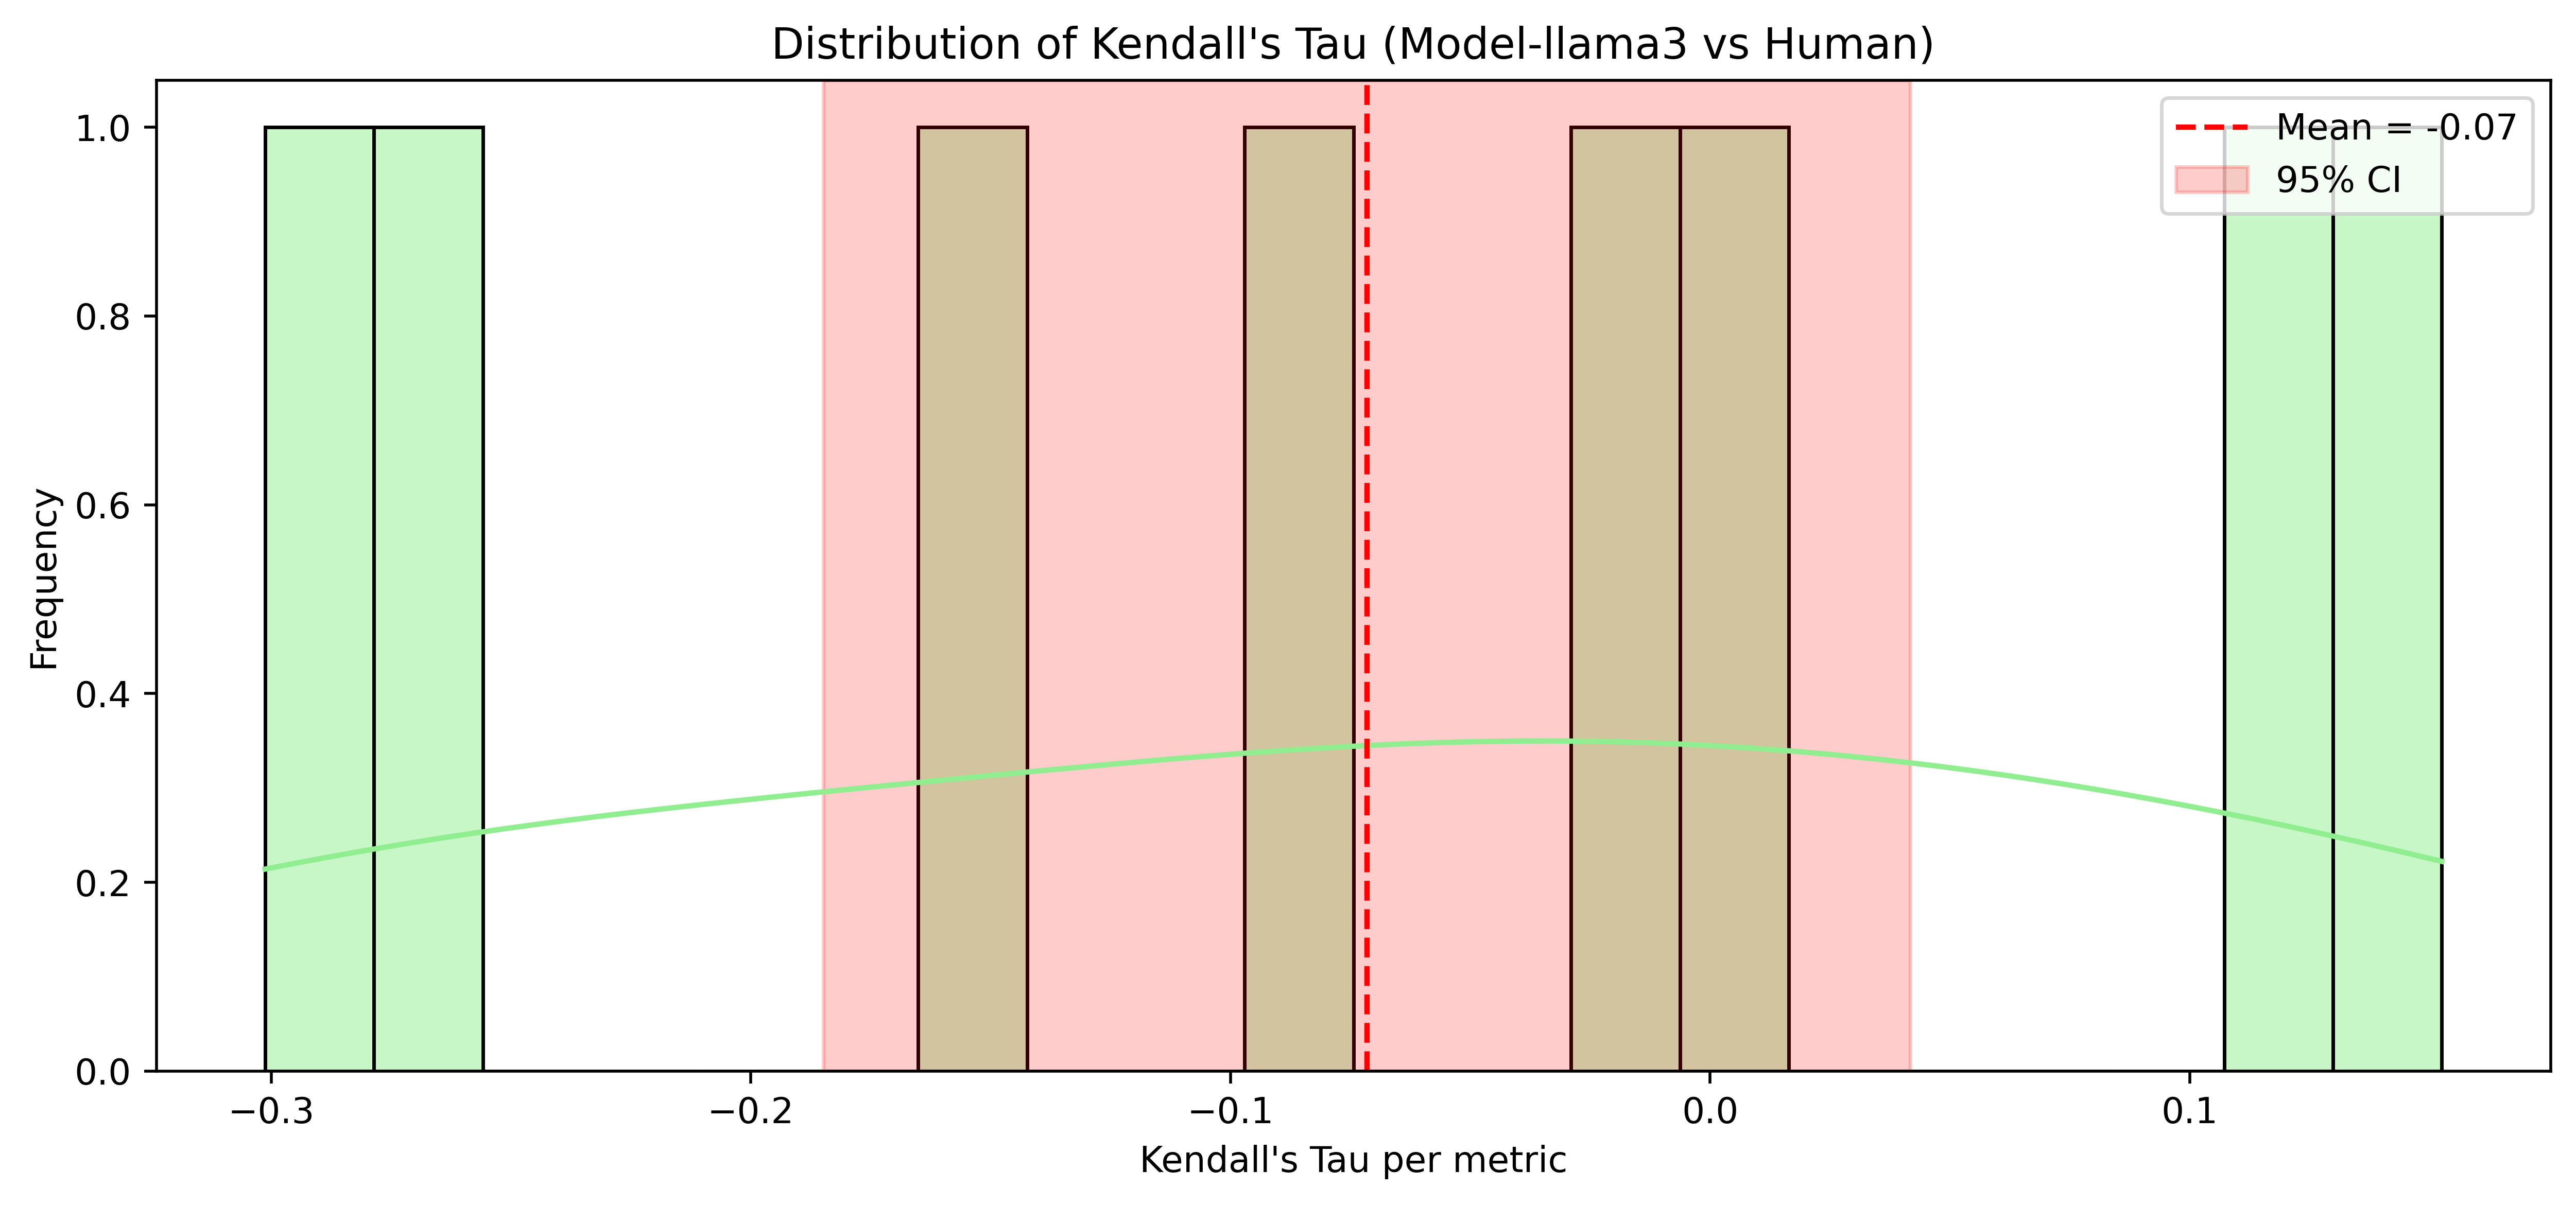 Distribution of Kendall's Tau (Model-llama3 vs Human)
Mean = -0.07
95% CI
Frequency
1.0
0.8
0.6
0.4
0.2
0.0
−0.3
−0.2
−0.1
0.0
0.1
Kendall's Tau per metric